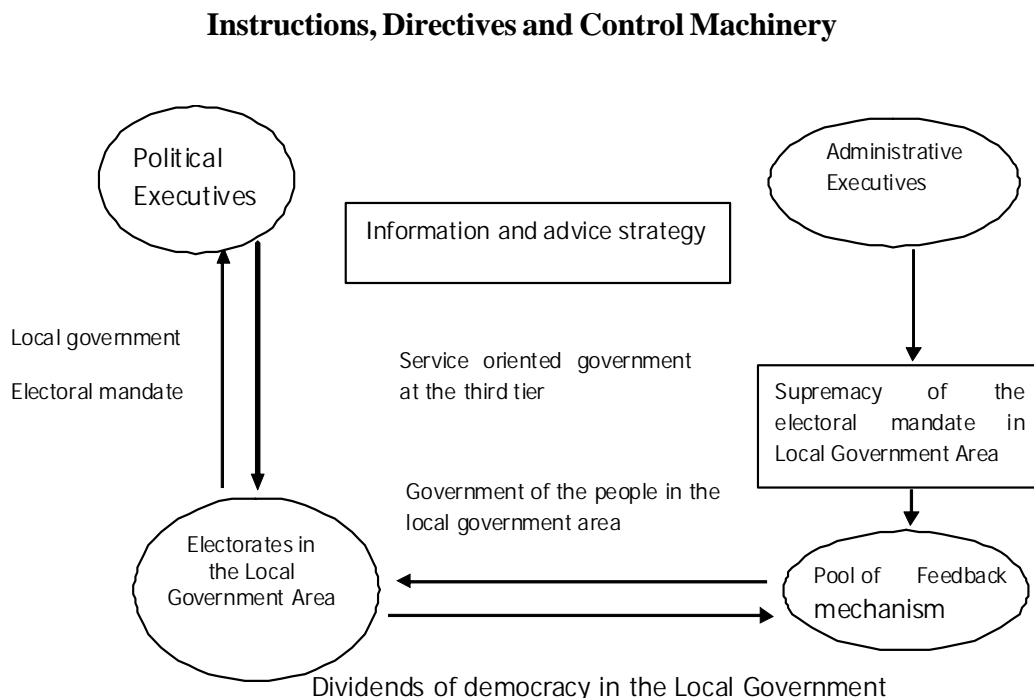 Instructions, Directives and Control Machinery
Political
Executives
Administrative
Executives
Information and advice strategy
Local government
Electoral mandate
Service oriented government
at the third tier
Supremacy of the
electoral mandate in
Local Government Area
Government of the people in the
local government area
Electorates in
the Local
Government Area
Pool of Feedback
mechanism
Dividends of democracy in the Local Government